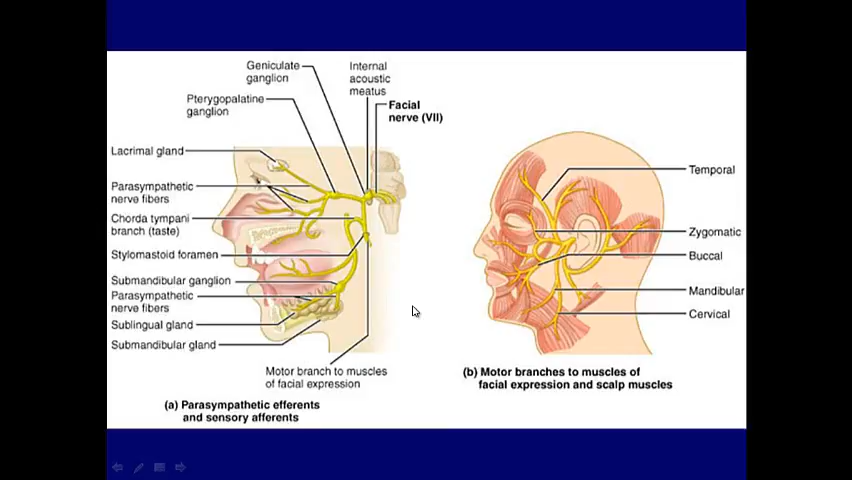 Geniculate
ganglion
Internal
acoustic
meatus
Pterygopalatine
ganglion
Facial
nerve (VII)
Lacrimal gland
Parasympathetic
nerve fibers
Chorda tympani
branch (taste)
Stylomastoid foramen
Submandibular ganglion
Parasympathetic
nerve fibers
Sublingual gland
Submandibular gland
Motor branch to muscles
of facial expression
(a) Parasympathetic efferents
and sensory afferents
Temporal
Zygomatic
Buccal
Mandibular
Cervical
(b) Motor branches to muscles of
facial expression and scalp muscles